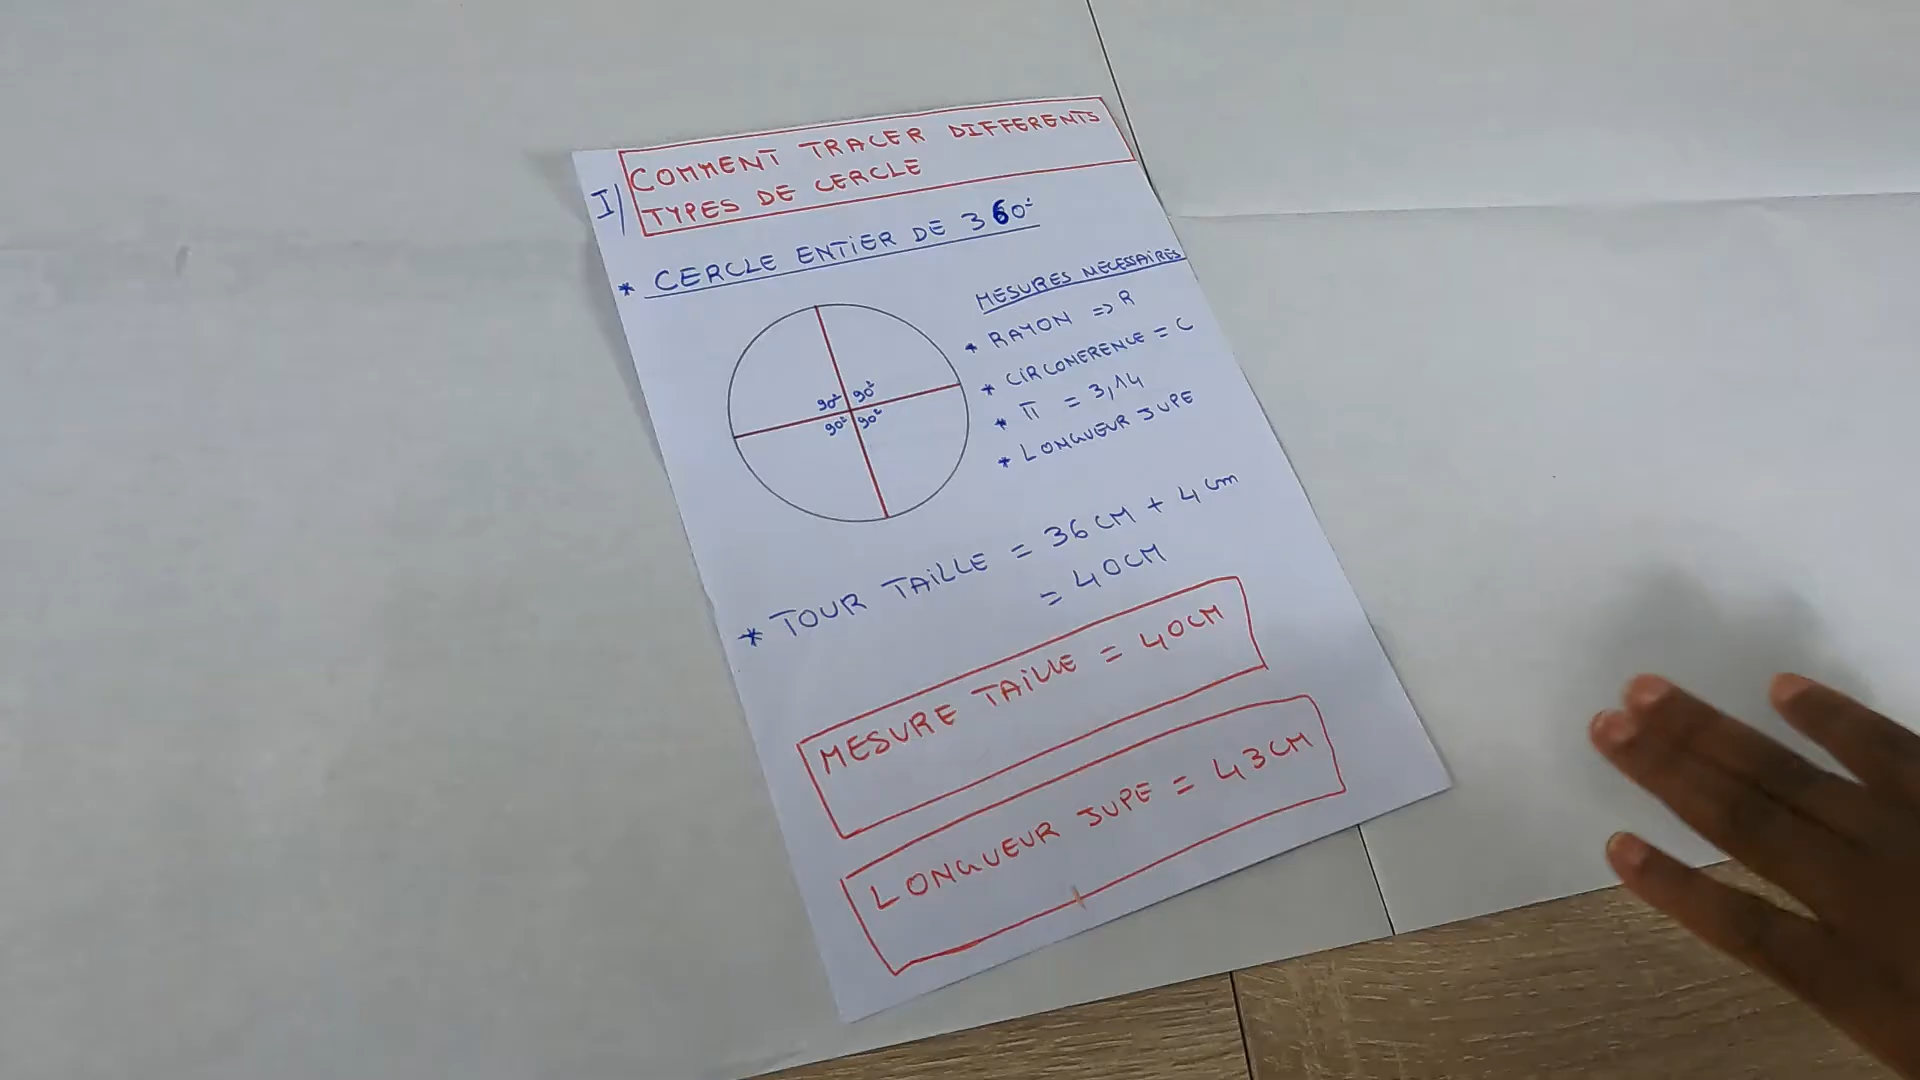 I) COMMENT TRACER DIFFERENTS
TYPES DE CERCLE
* CERCLE ENTIER DE 360°
90° 90°
90° 90°
MESURES NECESSAIRES
* RAYON => R
* CIRCONERENCE = C
* π = 3,14
* LONGUEUR JUPE
* TOUR TAILLE = 36 CM + 4 cm
= 40CM
MESURE TAILLE = 40CM
LONGUEUR JUPE = 43CM